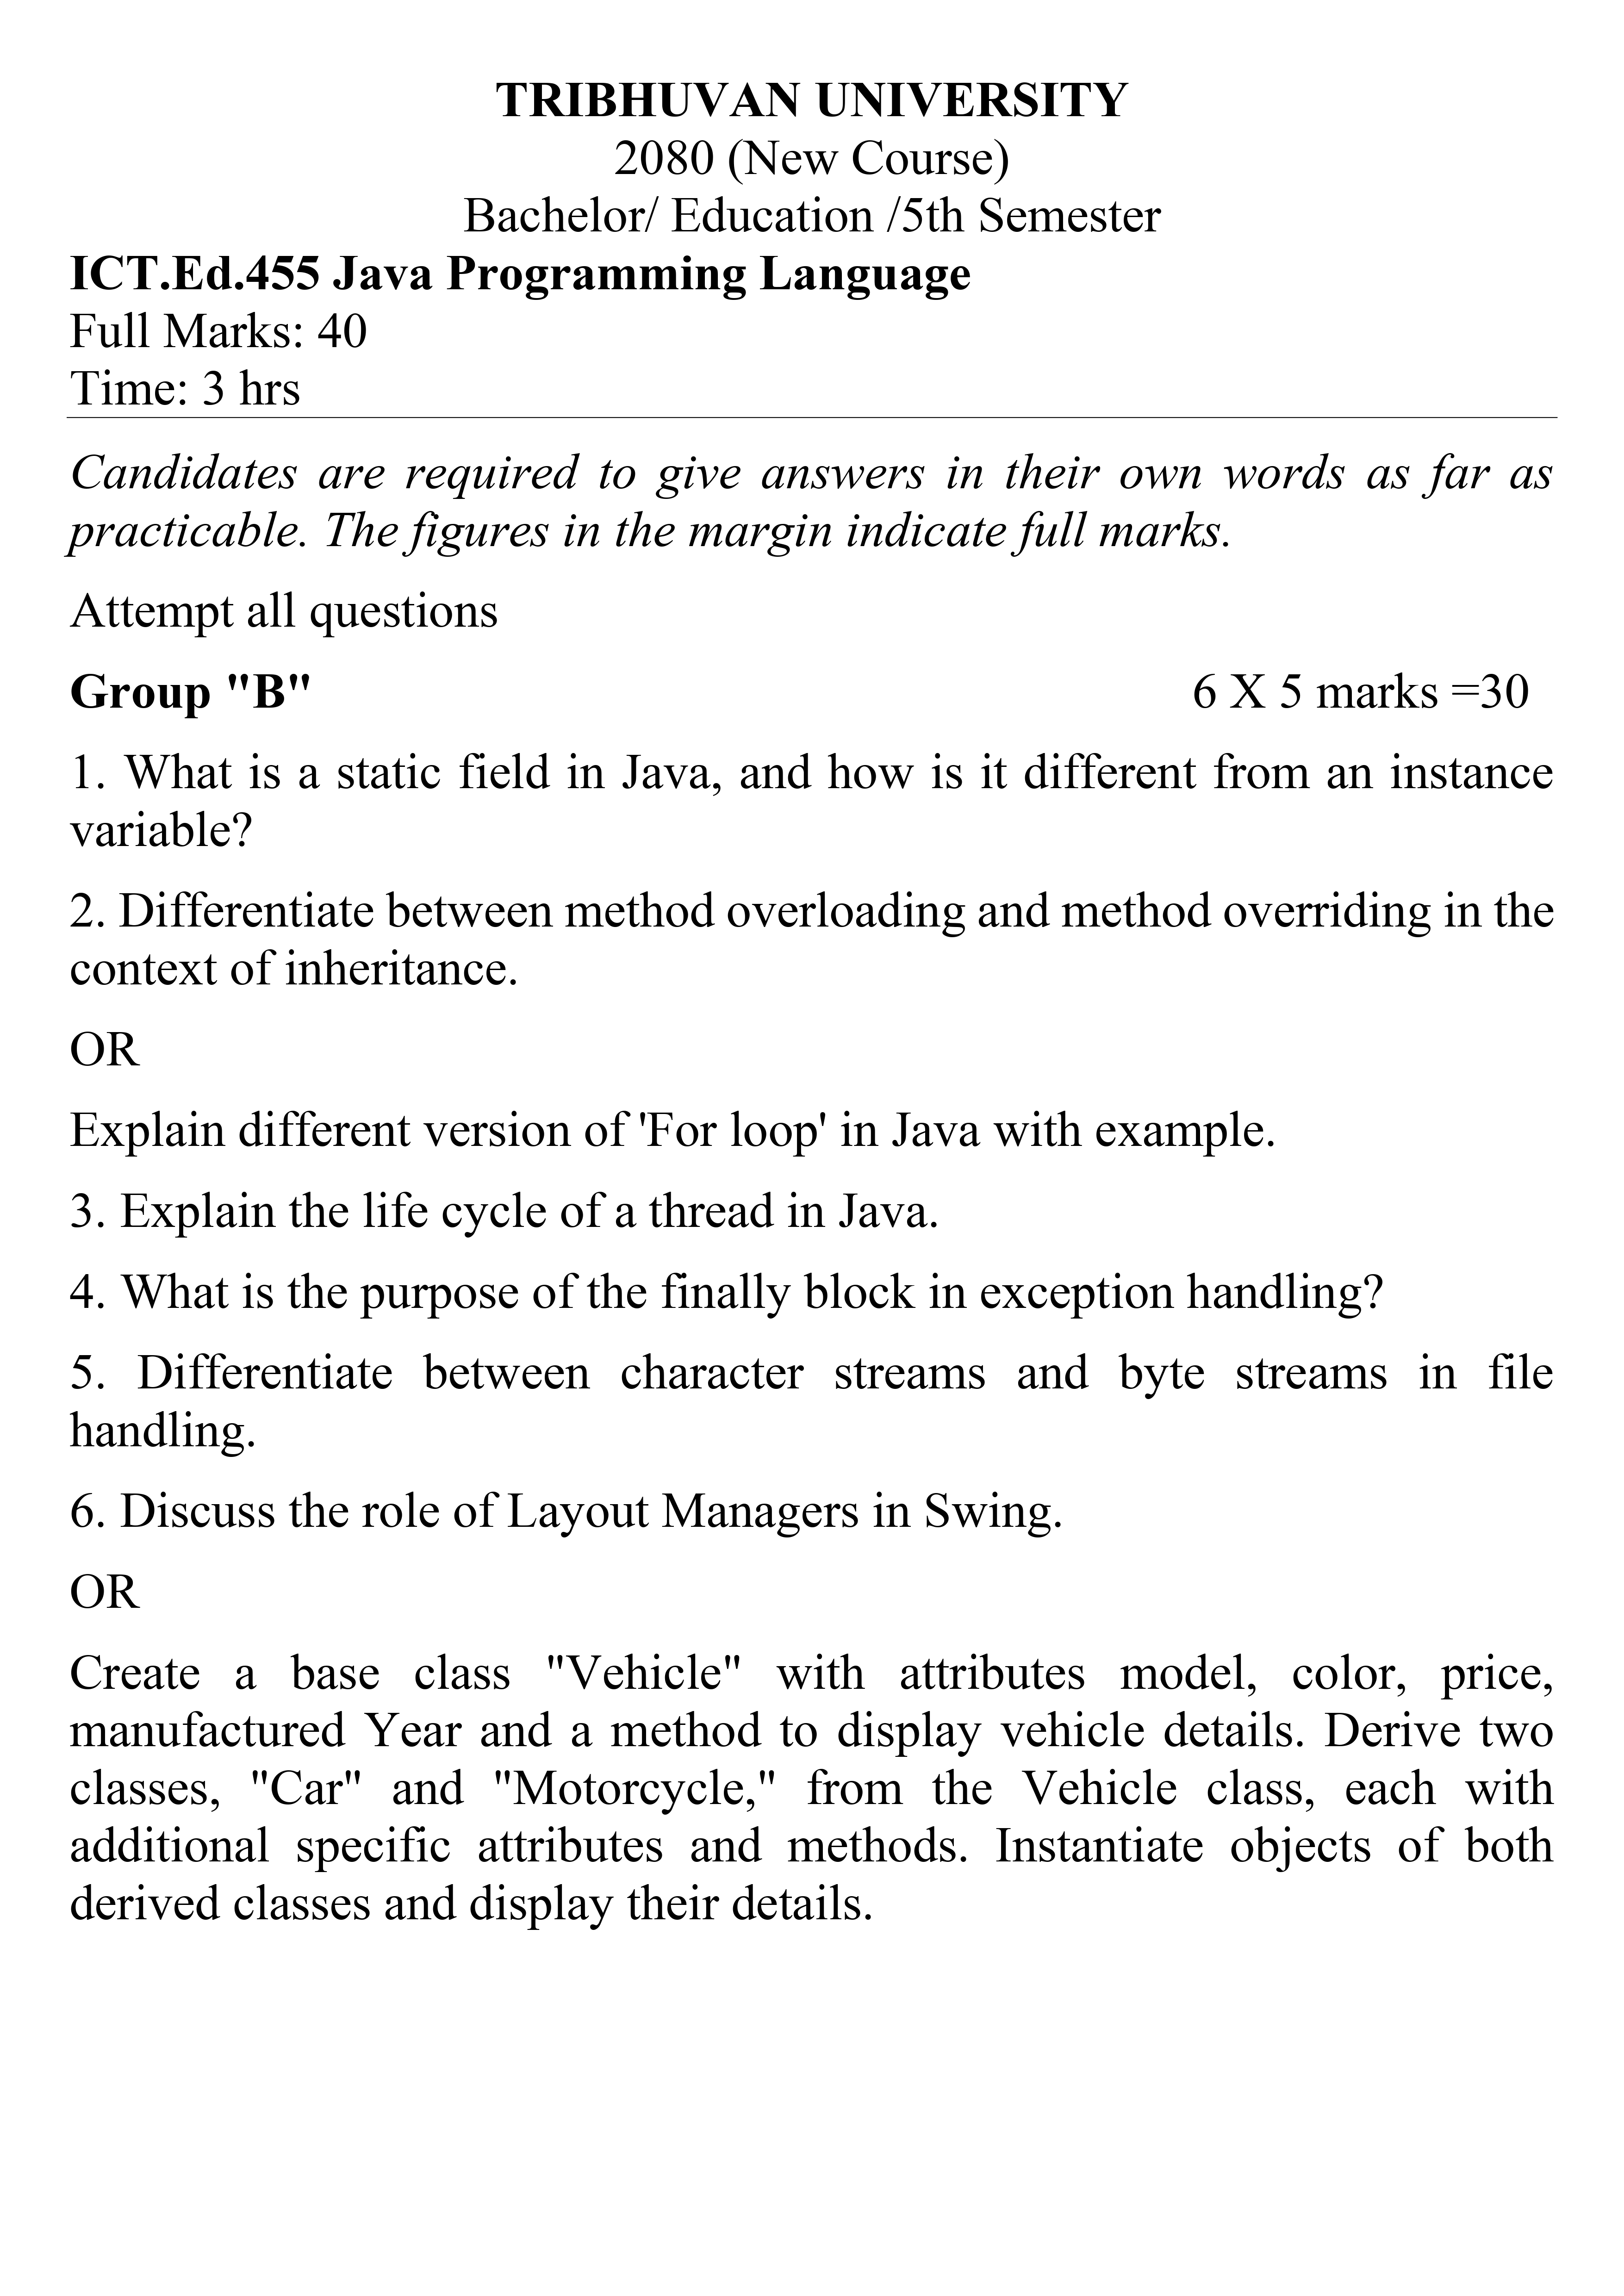 TRIBHUVAN UNIVERSITY
2080 (New Course)
Bachelor/ Education /5th Semester
ICT.Ed.455 Java Programming Language
Full Marks: 40
Time: 3 hrs
Candidates are required to give answers in their own words as far as
practicable. The figures in the margin indicate full marks.
Attempt all questions
Group "B" 6 X 5 marks =30
1. What is a static field in Java, and how is it different from an instance
variable?
2. Differentiate between method overloading and method overriding in the
context of inheritance.
OR
Explain different version of 'For loop' in Java with example.
3. Explain the life cycle of a thread in Java.
4. What is the purpose of the finally block in exception handling?
5. Differentiate between character streams and byte streams in file
handling.
6. Discuss the role of Layout Managers in Swing.
OR
Create a base class "Vehicle" with attributes model, color, price,
manufactured Year and a method to display vehicle details. Derive two
classes, "Car" and "Motorcycle," from the Vehicle class, each with
additional specific attributes and methods. Instantiate objects of both
derived classes and display their details.